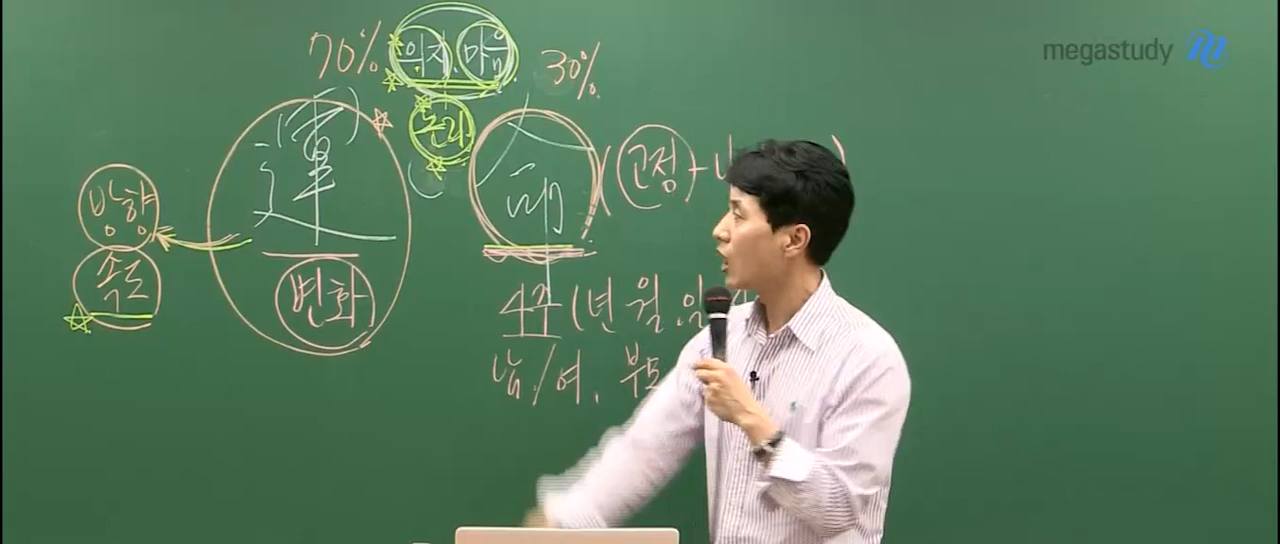 megastudy
70% 의지, 마음 30%
논리
運 命 (고정+
방향
속도
변화
4주 (년 월 일
남/여, 부모